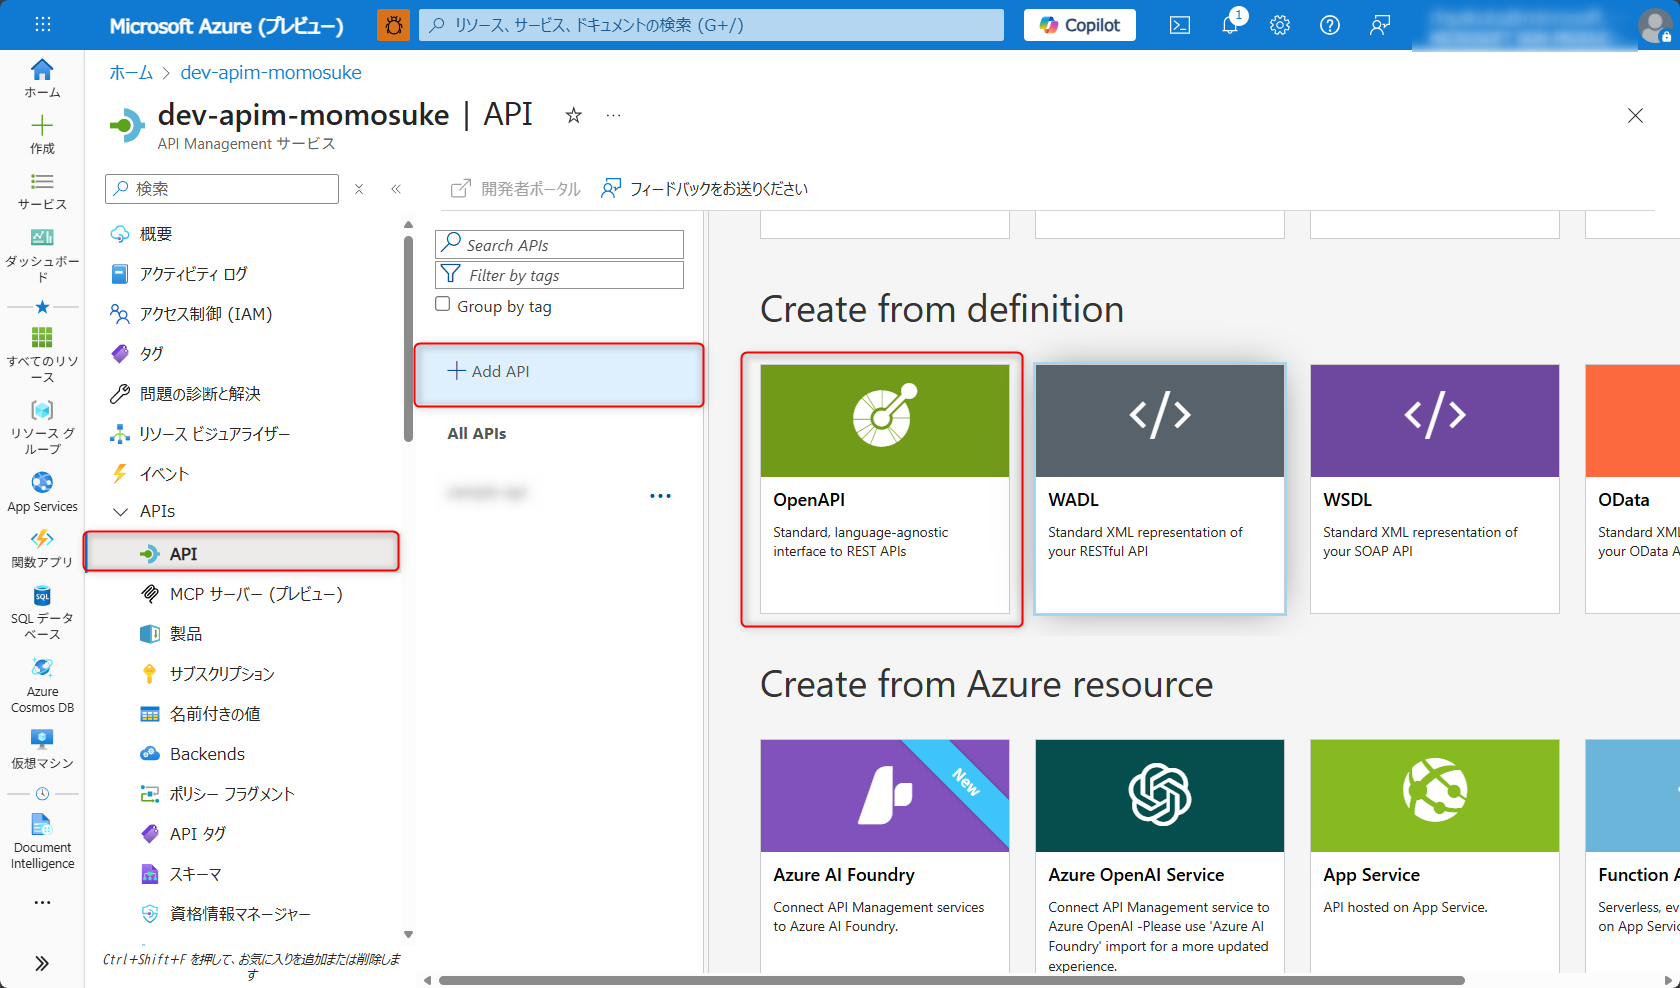 Microsoft Azure (プレビュー)
リソース、サービス、ドキュメントの検索 (G+/)
Copilot
1
ホーム
作成
サービス
ダッシュボー
ド
すべてのリソ
ース
リソース グ
ループ
App Services
関数アプリ
SQL
SQL データ
ベース
Azure
Cosmos DB
仮想マシン
Document
Intelligence
ホーム > dev-apim-momosuke
dev-apim-momosuke | API
API Management サービス
検索
概要
アクティビティ ログ
アクセス制御 (IAM)
タグ
問題の診断と解決
リソース ビジュアライザー
イベント
APIs
API
MCP サーバー (プレビュー)
製品
サブスクリプション
名前付きの値
Backends
ポリシー フラグメント
API タグ
スキーマ
資格情報マネージャー
Ctrl+Shift+F を押して、お気に入りを追加または削除しま
す
開発者ポータル
フィードバックをお送りください
Search APIs
Filter by tags
Group by tag
Add API
All APIs
Create from definition
OpenAPI
Standard, language-agnostic
interface to REST APIs
WADL
Standard XML representation of
your RESTful API
WSDL
Standard XML representation of
your SOAP API
OData
Standard XML
your OData A
Create from Azure resource
New
Azure AI Foundry
Connect API Management services
to Azure AI Foundry.
Azure OpenAI Service
Connect API Management service to
Azure OpenAI -Please use 'Azure AI
Foundry' import for a more updated
experience.
App Service
API hosted on App Service.
Function A
Serverless, ev
on App Servic